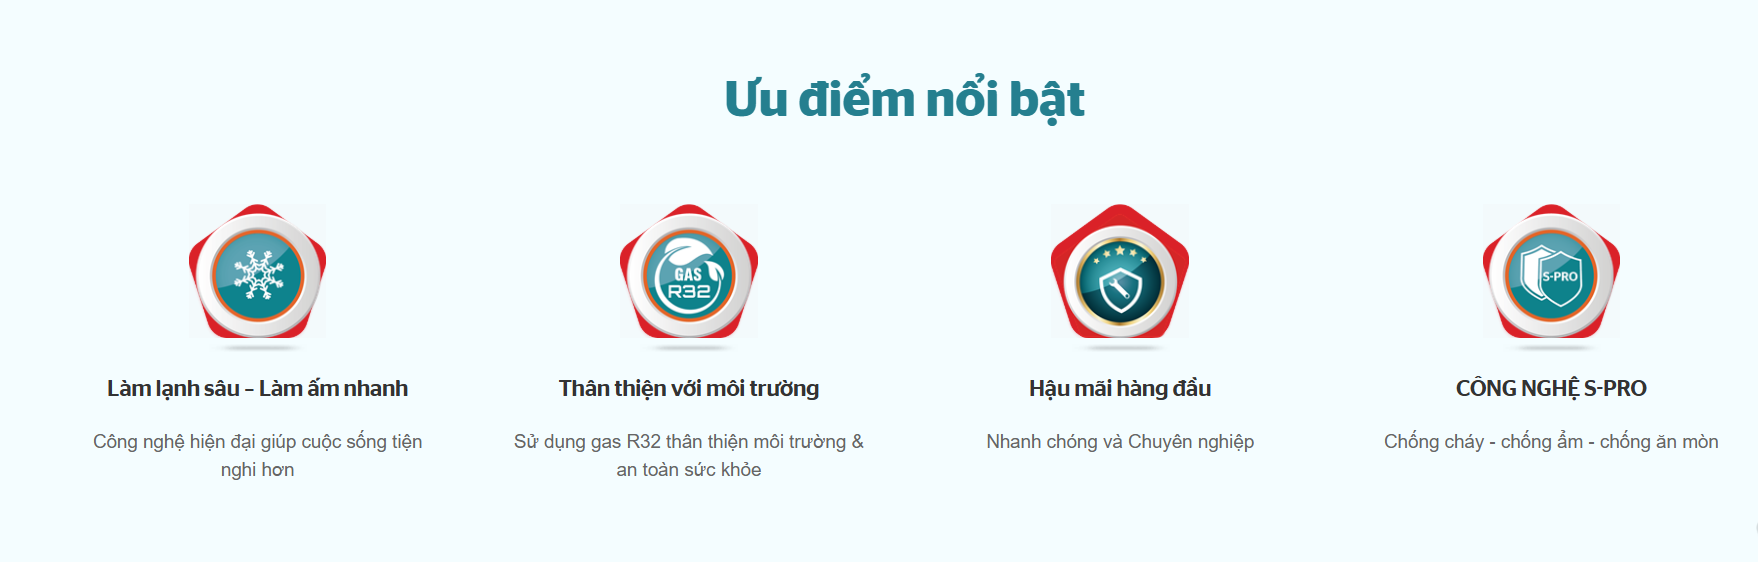 Ưu điểm nổi bật
GAS
R32
S-PRO
Làm lạnh sâu – Làm ấm nhanh
Thân thiện với môi trường
Hậu mãi hàng đầu
CÔNG NGHỆ S-PRO
Công nghệ hiện đại giúp cuộc sống tiện
nghi hơn
Sử dụng gas R32 thân thiện môi trường &
an toàn sức khỏe
Nhanh chóng và Chuyên nghiệp
Chống cháy - chống ẩm - chống ăn mòn